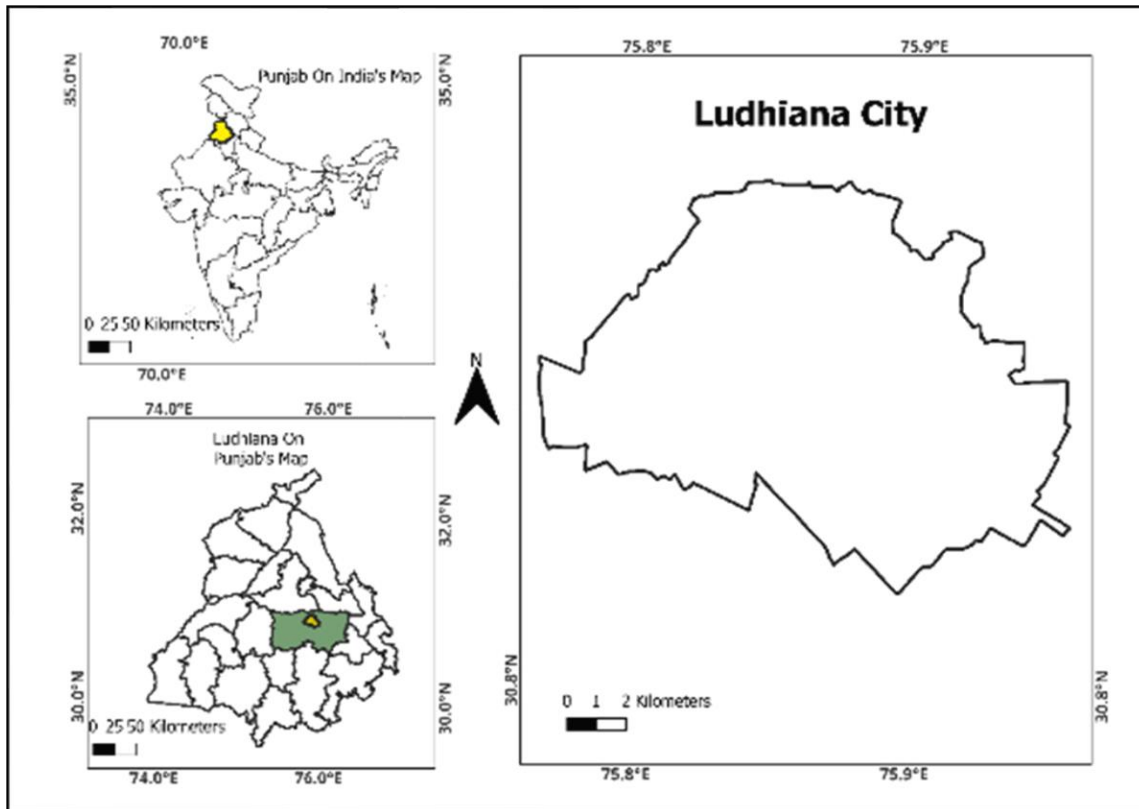 70.0°E
Punjab On India's Map
35.0°N
35.0°N
0 25 50 Kilometers
70.0°E
74.0°E
76.0°E
Ludhiana On
Punjab's Map
32.0°N
32.0°N
30.0°N
30.0°N
0 25 50 Kilometers
74.0°E
76.0°E
N
75.8°E
75.9°E
Ludhiana City
30.8°N
30.8°N
0 1 2 Kilometers
75.8°E
75.9°E